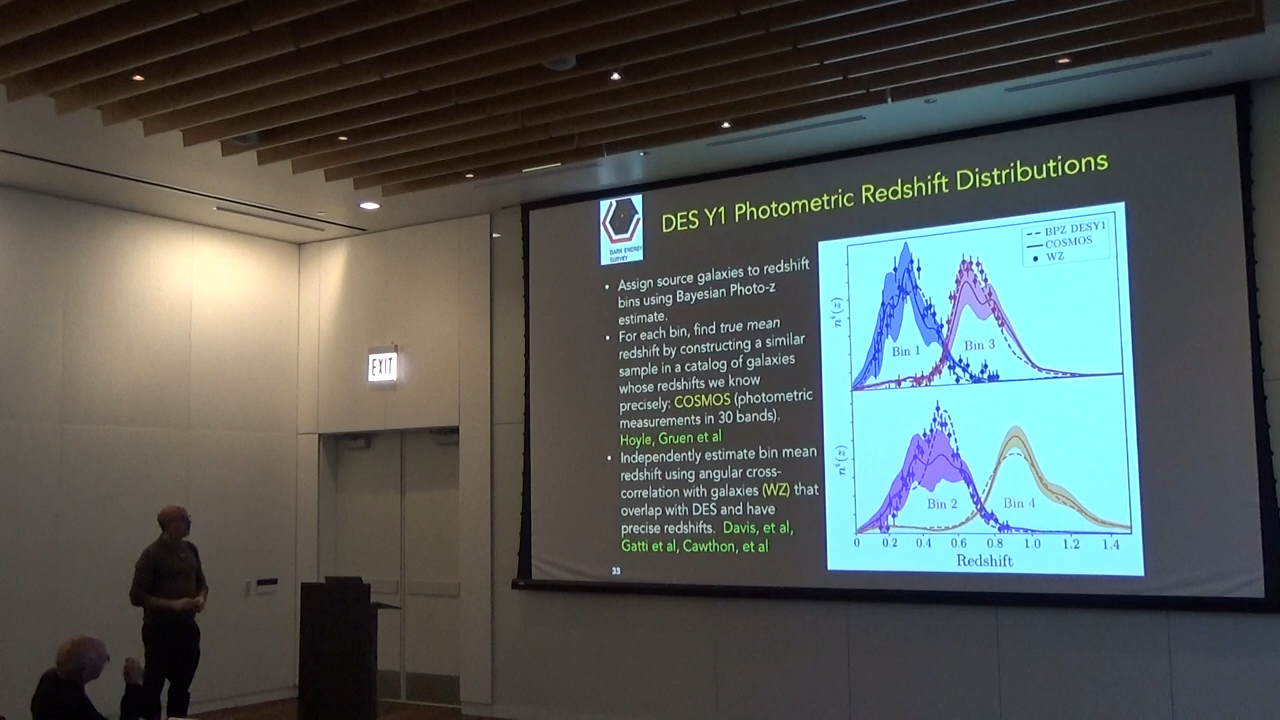 DES Y1 Photometric Redshift Distributions
DARK ENERGY
SURVEY
• Assign source galaxies to redshift
bins using Bayesian Photo-z
estimate.
• For each bin, find true mean
redshift by constructing a similar
sample in a catalog of galaxies
whose redshifts we know
precisely: COSMOS (photometric
measurements in 30 bands).
Hoyle, Gruen et al
• Independently estimate bin mean
redshift using angular cross-
correlation with galaxies (WZ) that
overlap with DES and have
precise redshifts. Davis, et al,
Gatti et al, Cawthon, et al
33
BPZ DESY1
COSMOS
WZ
n^i(z)
Bin 1
Bin 3
n^i(z)
Bin 2
Bin 4
0 0.2 0.4 0.6 0.8 1.0 1.2 1.4
Redshift
EXIT